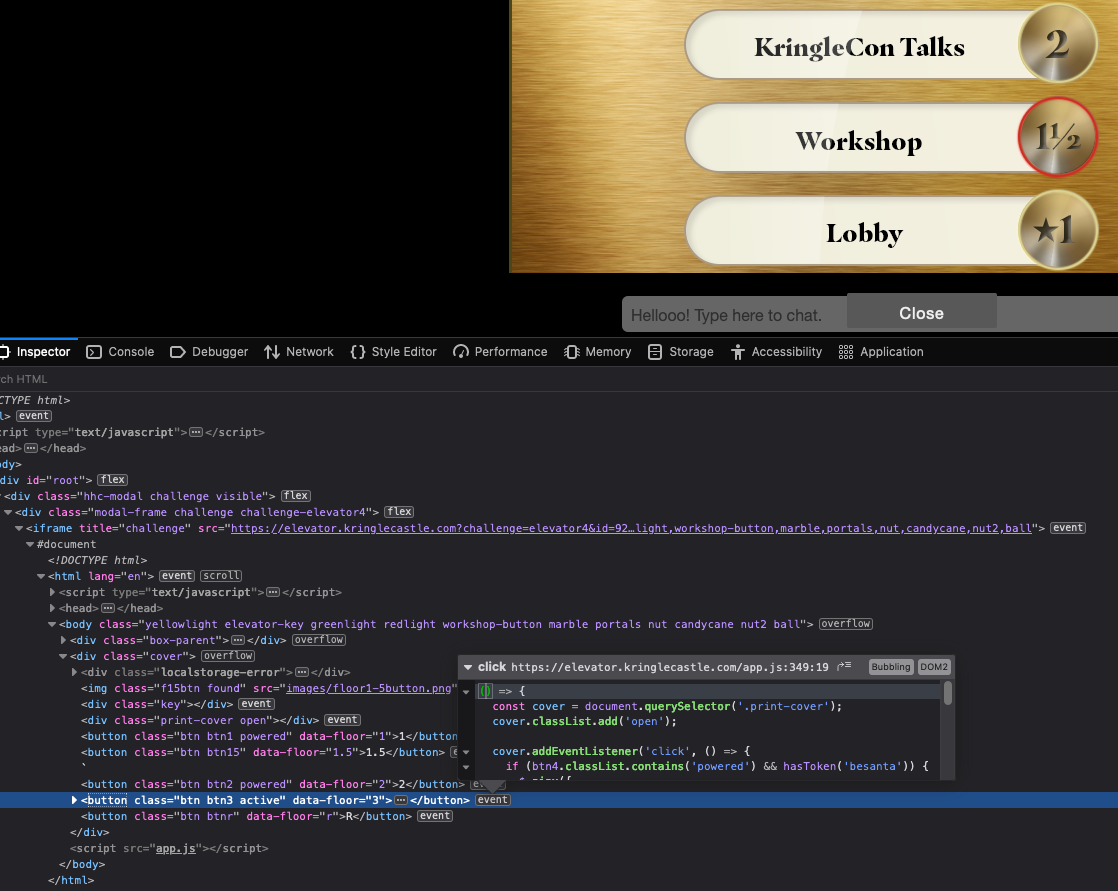 KringleCon Talks 2
Workshop 1½
Lobby ★1
Hellooo! Type here to chat. Close
Inspector Console Debugger Network {} Style Editor Performance Memory Storage Accessibility Application
ch HTML
CTYPE html>
l> event
ript type="text/javascript"> ⋯ </script>
ead> ⋯ </head>
ody>
div id="root"> flex
<div class="hhc-modal challenge visible"> flex
<div class="modal-frame challenge challenge-elevator4"> flex
<iframe title="challenge" src="https://elevator.kringlecastle.com?challenge=elevator4&id=92…light,workshop-button,marble,portals,nut,candycane,nut2,ball"> event
#document
<!DOCTYPE html>
<html lang="en"> event scroll
<script type="text/javascript"> ⋯ </script>
<head> ⋯ </head>
<body class="yellowlight elevator-key greenlight redlight workshop-button marble portals nut candycane nut2 ball"> overflow
<div class="box-parent"> ⋯ </div> overflow
<div class="cover"> overflow
<div class="localstorage-error"> ⋯ </div>
<img class="f15btn found" src="images/floor1-5button.png"
<div class="key"></div> event
<div class="print-cover open"></div> event
<button class="btn btn1 powered" data-floor="1">1</button>
<button class="btn btn15" data-floor="1.5">1.5</button>
`
<button class="btn btn2 powered" data-floor="2">2</button>
<button class="btn btn3 active" data-floor="3"> ⋯ </button> event
<button class="btn btnr" data-floor="r">R</button> event
</div>
<script src="app.js"></script>
</body>
</html>
click https://elevator.kringlecastle.com/app.js:349:19 Bubbling DOM2
() => {
const cover = document.querySelector('.print-cover');
cover.classList.add('open');
cover.addEventListener('click', () => {
if (btn4.classList.contains('powered') && hasToken('besanta')) {